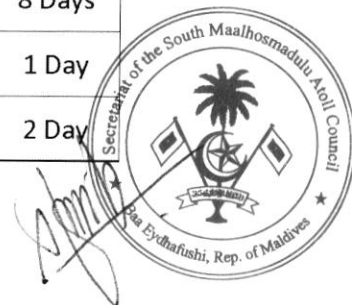 8 Days
1 Day
2 Day
Secretariat of the South Maalhosmadulu Atoll Council
Baa Eydhafushi, Rep. of Maldives